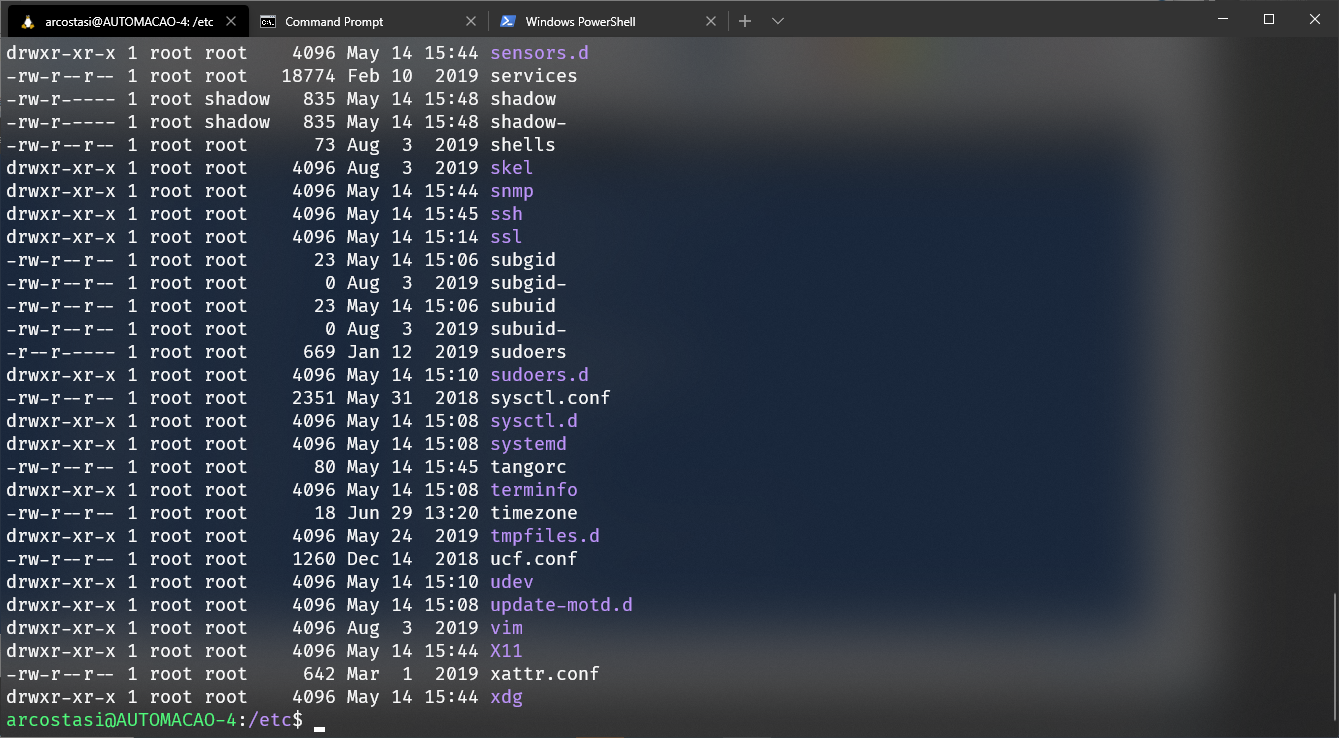 arcostasi@AUTOMACAO-4: /etc Command Prompt Windows PowerShell
drwxr-xr-x 1 root root    4096 May 14 15:44 sensors.d
-rw-r--r-- 1 root root   18774 Feb 10  2019 services
-rw-r----- 1 root shadow   835 May 14 15:48 shadow
-rw-r----- 1 root shadow   835 May 14 15:48 shadow-
-rw-r--r-- 1 root root      73 Aug  3  2019 shells
drwxr-xr-x 1 root root    4096 Aug  3  2019 skel
drwxr-xr-x 1 root root    4096 May 14 15:44 snmp
drwxr-xr-x 1 root root    4096 May 14 15:45 ssh
drwxr-xr-x 1 root root    4096 May 14 15:14 ssl
-rw-r--r-- 1 root root      23 May 14 15:06 subgid
-rw-r--r-- 1 root root       0 Aug  3  2019 subgid-
-rw-r--r-- 1 root root      23 May 14 15:06 subuid
-rw-r--r-- 1 root root       0 Aug  3  2019 subuid-
-r--r----- 1 root root     669 Jan 12  2019 sudoers
drwxr-xr-x 1 root root    4096 May 14 15:10 sudoers.d
-rw-r--r-- 1 root root    2351 May 31  2018 sysctl.conf
drwxr-xr-x 1 root root    4096 May 14 15:08 sysctl.d
drwxr-xr-x 1 root root    4096 May 14 15:08 systemd
-rw-r--r-- 1 root root      80 May 14 15:45 tangorc
drwxr-xr-x 1 root root    4096 May 14 15:08 terminfo
-rw-r--r-- 1 root root      18 Jun 29 13:20 timezone
drwxr-xr-x 1 root root    4096 May 24  2019 tmpfiles.d
-rw-r--r-- 1 root root    1260 Dec 14  2018 ucf.conf
drwxr-xr-x 1 root root    4096 May 14 15:10 udev
drwxr-xr-x 1 root root    4096 May 14 15:08 update-motd.d
drwxr-xr-x 1 root root    4096 Aug  3  2019 vim
drwxr-xr-x 1 root root    4096 May 14 15:44 X11
-rw-r--r-- 1 root root     642 Mar  1  2019 xattr.conf
drwxr-xr-x 1 root root    4096 May 14 15:44 xdg
arcostasi@AUTOMACAO-4:/etc$